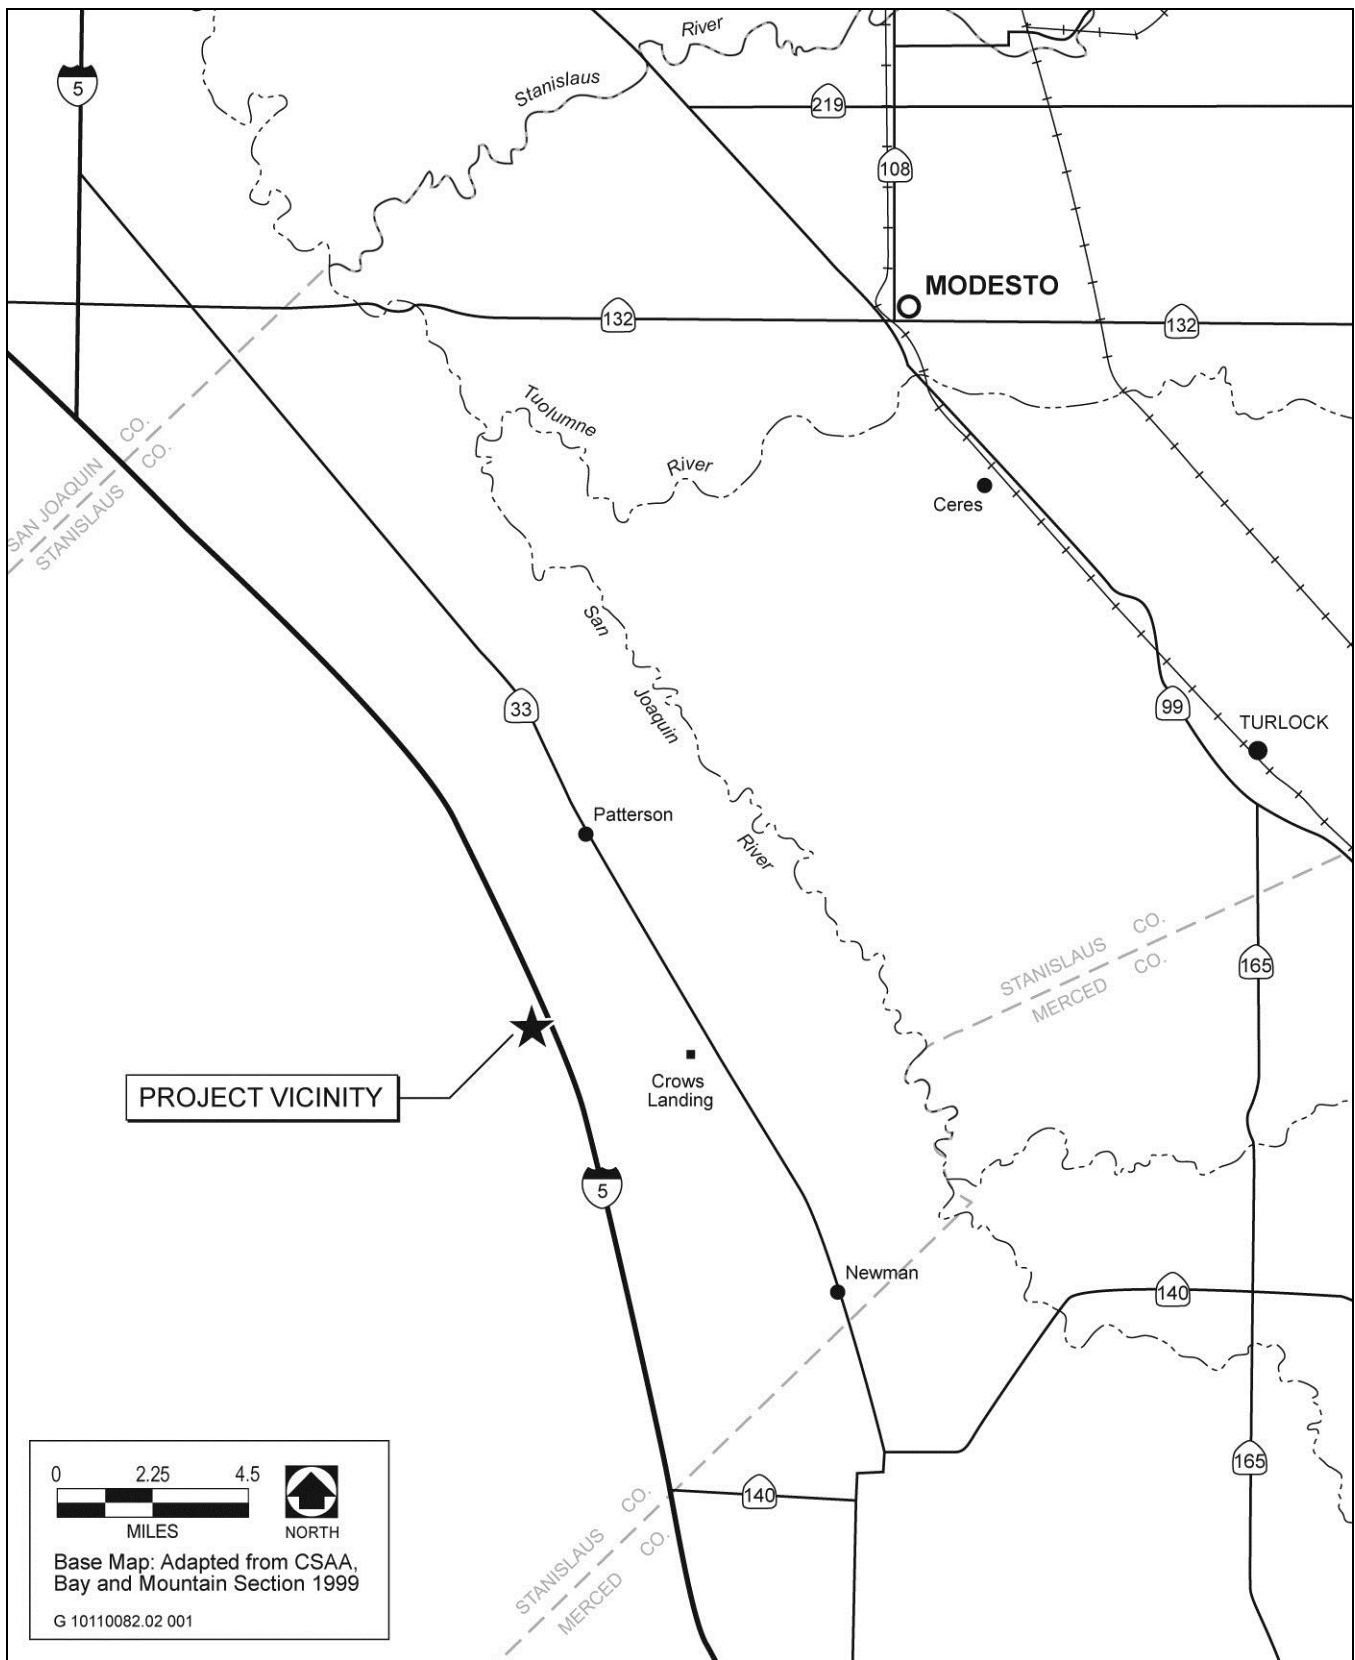 River
Stanislaus
5
219
108
MODESTO
132
132
Tuolumne
River
SAN JOAQUIN CO.
STANISLAUS CO.
Ceres
San
Joaquin
River
33
99
TURLOCK
Patterson
STANISLAUS CO.
MERCED CO.
165
PROJECT VICINITY
Crows
Landing
5
Newman
140
165
140
STANISLAUS CO.
MERCED CO.
0 2.25 4.5
MILES
NORTH
Base Map: Adapted from CSAA,
Bay and Mountain Section 1999
G 10110082.02 001